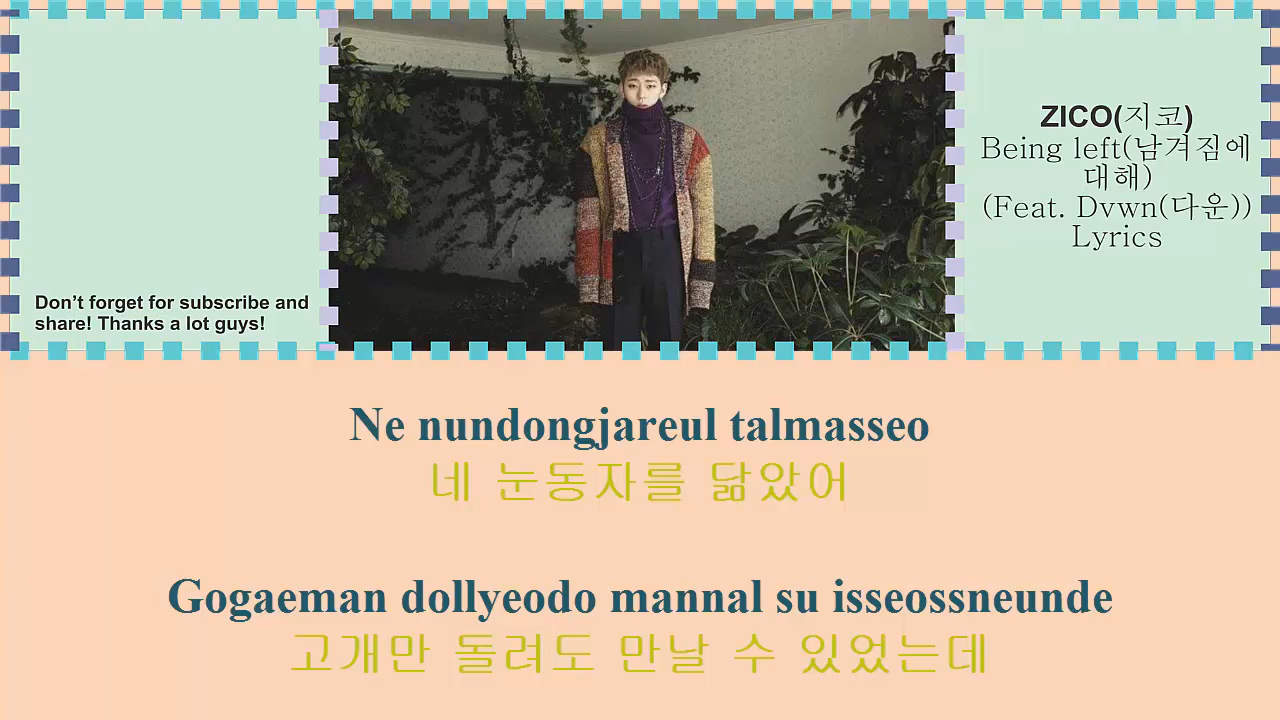 ZICO(지코)
Being left(남겨짐에
대해)
(Feat. Dvwn(다운))
Lyrics
Don't forget for subscribe and
share! Thanks a lot guys!
Ne nundongjareul talmasseo
네 눈동자를 닮았어
Gogaeman dollyeodo mannal su isseossneunde
고개만 돌려도 만날 수 있었는데